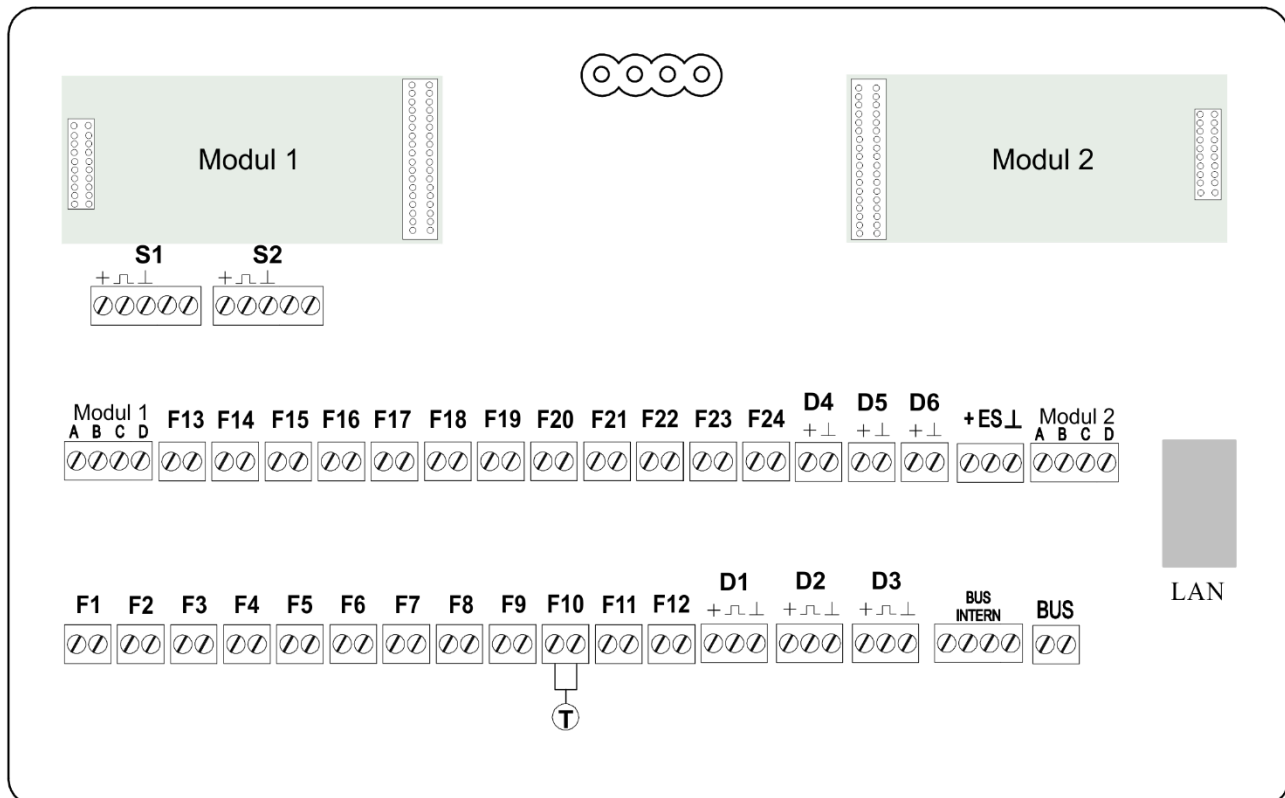 Modul 1
Modul 2
S1 S2
+ ⎍ ⊥ + ⎍ ⊥
Modul 1
A B C D
F13 F14 F15 F16 F17 F18 F19 F20 F21 F22 F23 F24
D4 D5 D6
+ ⊥ + ⊥ + ⊥
+ ES ⊥
Modul 2
A B C D
LAN
F1 F2 F3 F4 F5 F6 F7 F8 F9 F10 F11 F12
D1 D2 D3
+ ⎍ ⊥ + ⎍ ⊥ + ⎍ ⊥
BUS
INTERN
BUS
T